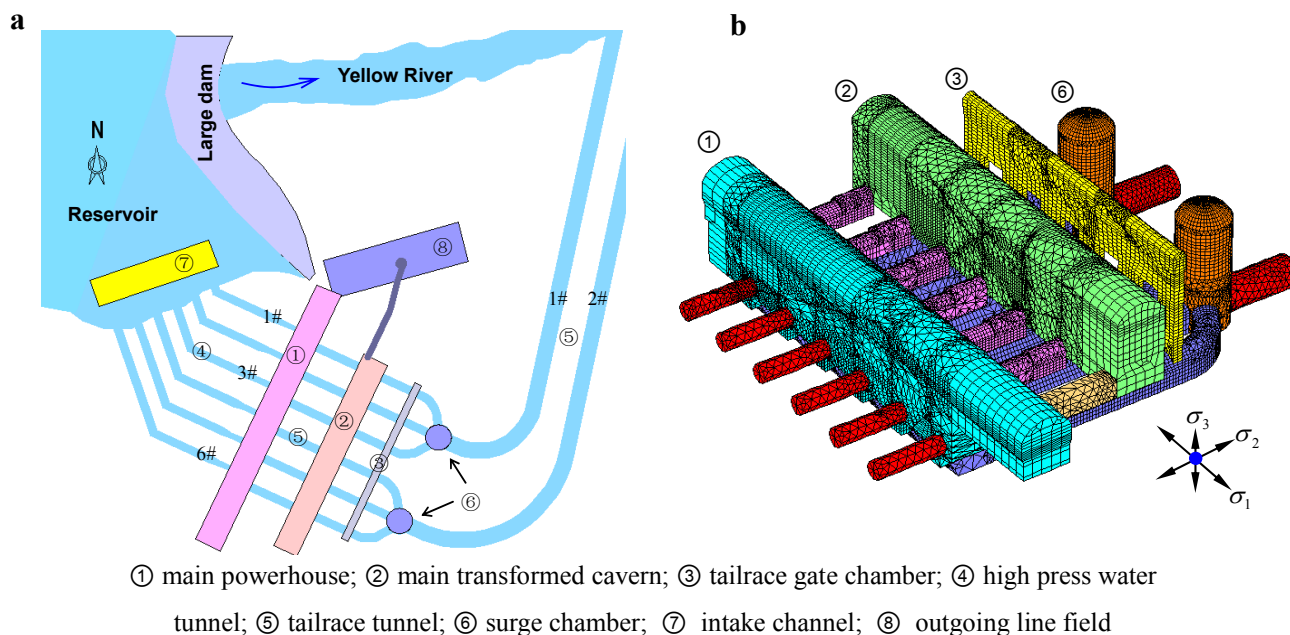 a
Large dam
Yellow River
N
Reservoir
⑦
⑧
1#
①
④
3#
②
⑤
6#
③
⑥
1#
2#
⑤
b
①
②
③
⑥
σ3
σ2
σ1
① main powerhouse; ② main transformed cavern; ③ tailrace gate chamber; ④ high press water
tunnel; ⑤ tailrace tunnel; ⑥ surge chamber; ⑦ intake channel; ⑧ outgoing line field